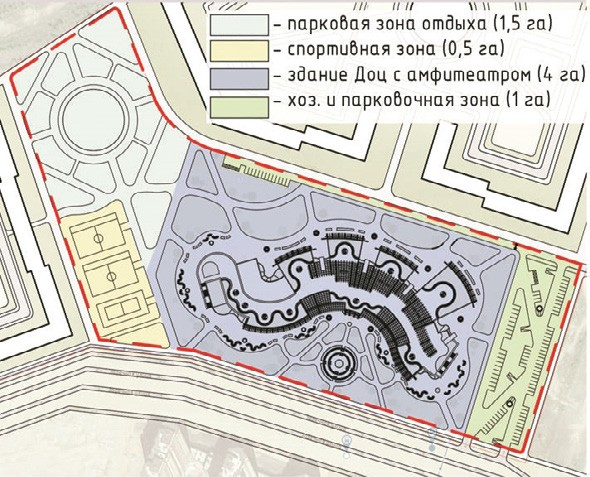 - парковая зона отдыха (1,5 га)
- спортивная зона (0,5 га)
- здание Доц с амфитеатром (4 га)
- хоз. и парковочная зона (1 га)